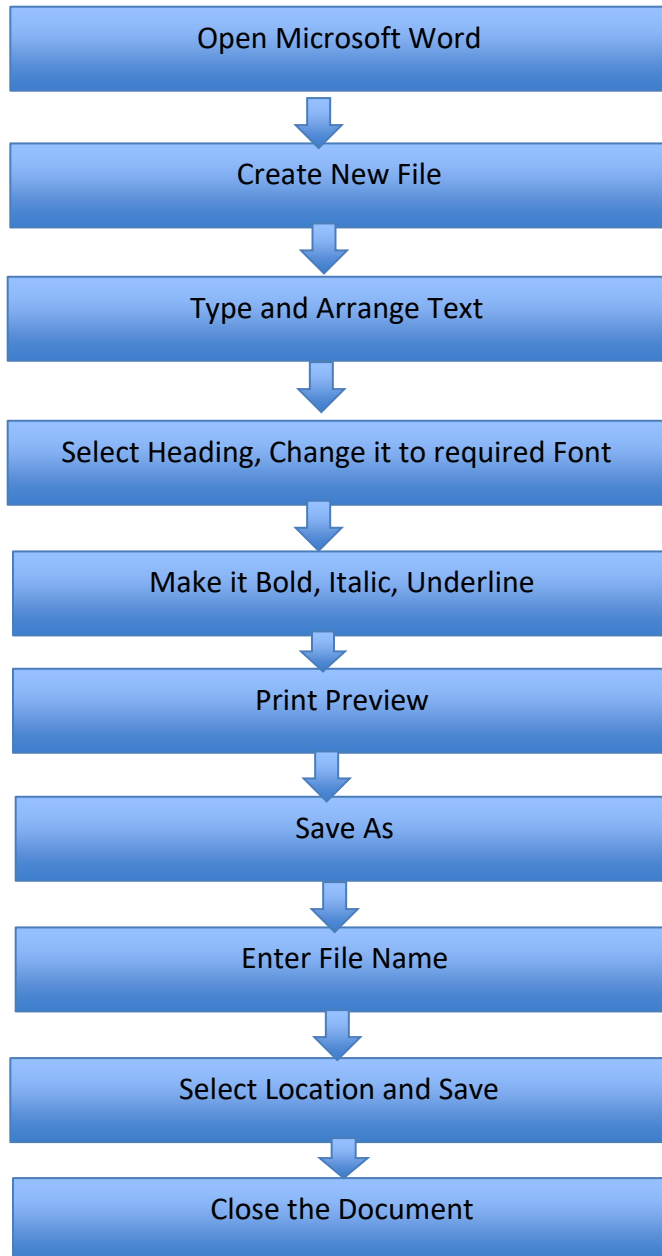 Open Microsoft Word
Create New File
Type and Arrange Text
Select Heading, Change it to required Font
Make it Bold, Italic, Underline
Print Preview
Save As
Enter File Name
Select Location and Save
Close the Document